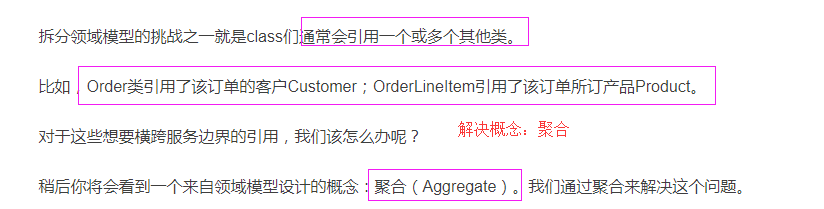 拆分领域模型的挑战之一就是class们通常会引用一个或多个其他类。
比如，Order类引用了该订单的客户Customer；OrderLineItem引用了该订单所订产品Product。
对于这些想要横跨服务边界的引用，我们该怎么办呢？
解决概念：聚合
稍后你将会看到一个来自领域模型设计的概念：聚合（Aggregate）。我们通过聚合来解决这个问题。